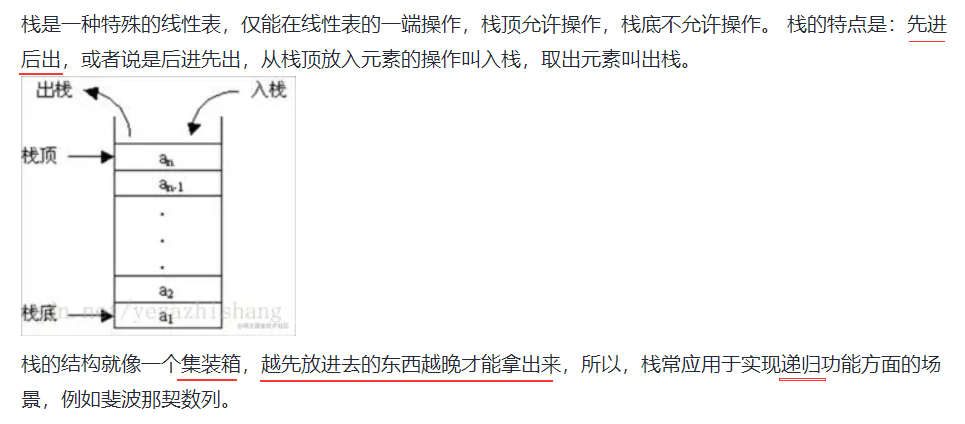 栈是一种特殊的线性表，仅能在线性表的一端操作，栈顶允许操作，栈底不允许操作。 栈的特点是：先进
后出，或者说是后进先出，从栈顶放入元素的操作叫入栈，取出元素叫出栈。
出栈 入栈
栈顶 an
an-1
a2
栈底 a1
栈的结构就像一个集装箱，越先放进去的东西越晚才能拿出来，所以，栈常应用于实现递归功能方面的场
景，例如斐波那契数列。